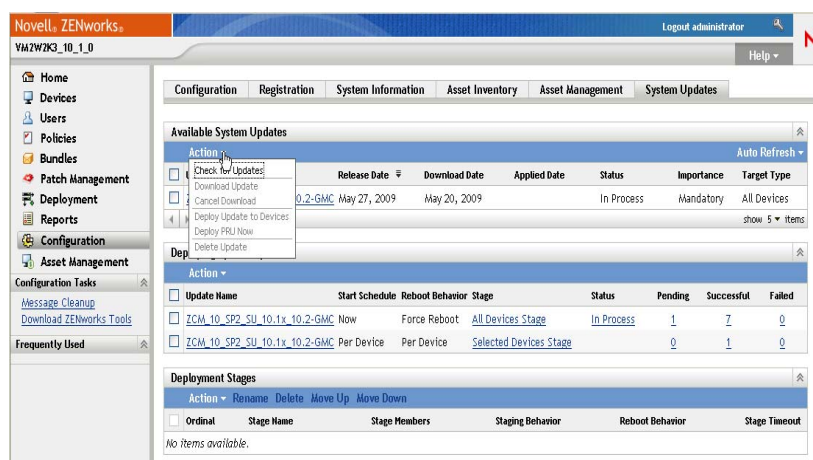 Novell® ZENworks®
Logout administrator
VM2W2K3_10_1_0
Help
Home
Devices
Users
Policies
Bundles
Patch Management
Deployment
Reports
Configuration
Asset Management
Configuration Tasks
Message Cleanup
Download ZENworks Tools
Frequently Used
Configuration Registration System Information Asset Inventory Asset Management System Updates
Available System Updates
Action Auto Refresh
Check for Updates
Download Update
Cancel Download
Deploy Update to Devices
Deploy PRU Now
Delete Update
Release Date Download Date Applied Date Status Importance Target Type
10.2-GMC May 27, 2009 May 20, 2009 In Process Mandatory All Devices
show 5 items
Action
Update Name Start Schedule Reboot Behavior Stage Status Pending Successful Failed
ZCM_10_SP2_SU_10.1x_10.2-GMC Now Force Reboot All Devices Stage In Process 1 7 0
ZCM_10_SP2_SU_10.1x_10.2-GMC Per Device Per Device Selected Devices Stage 0 1 0
Deployment Stages
Action Rename Delete Move Up Move Down
Ordinal Stage Name Stage Members Staging Behavior Reboot Behavior Stage Timeout
No items available.